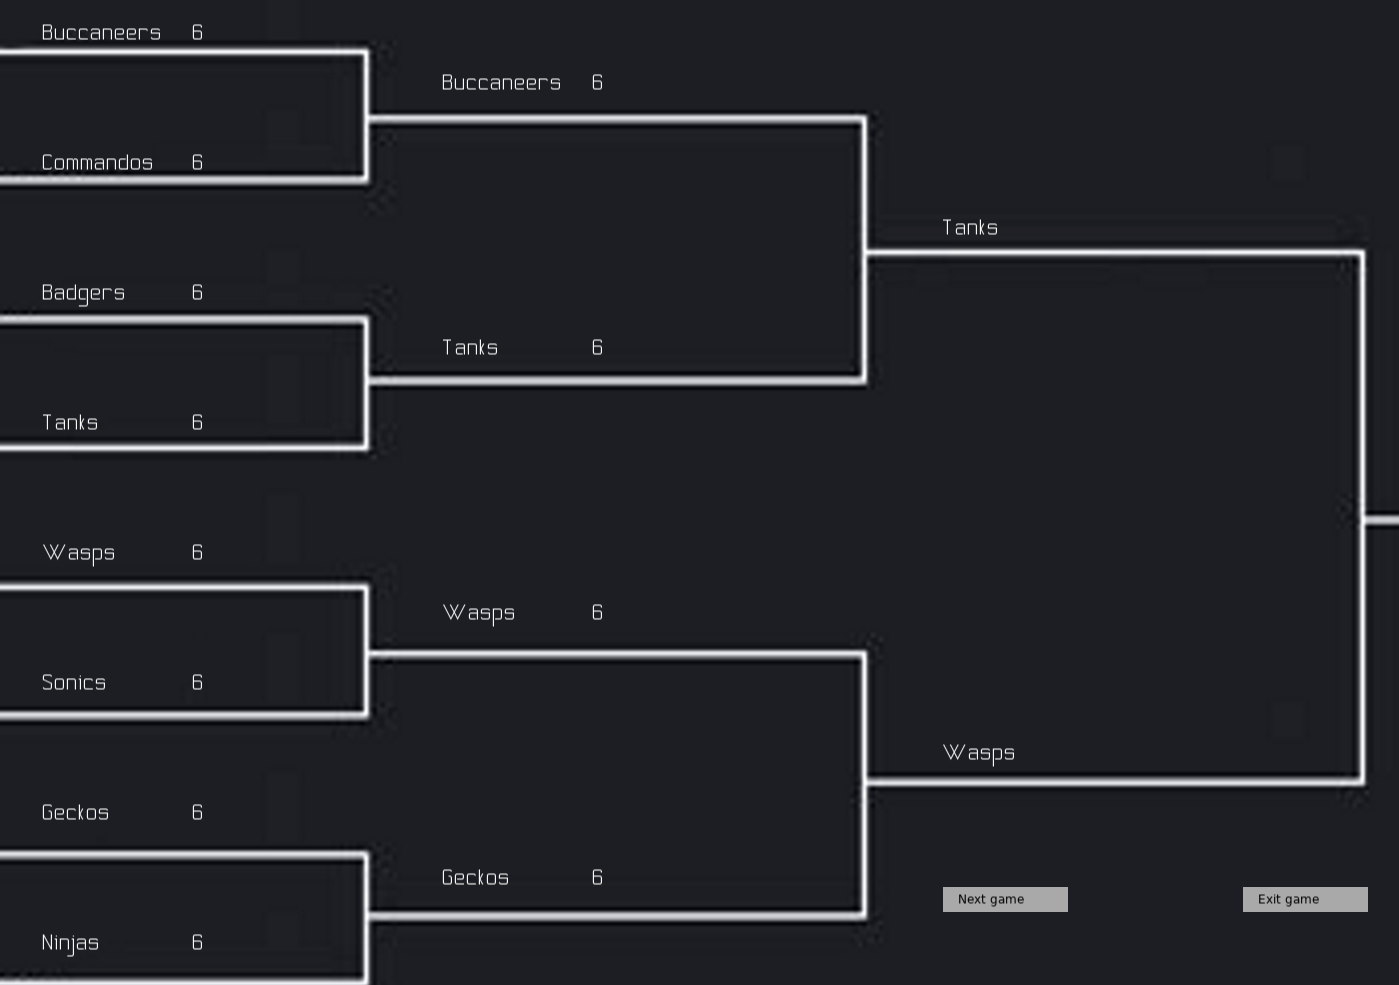 Buccaneers 6
Buccaneers 6
Commandos 6
Tanks
Badgers 6
Tanks 6
Tanks 6
Wasps 6
Wasps 6
Sonics 6
Wasps
Geckos 6
Geckos 6
Next game Exit game
Ninjas 6